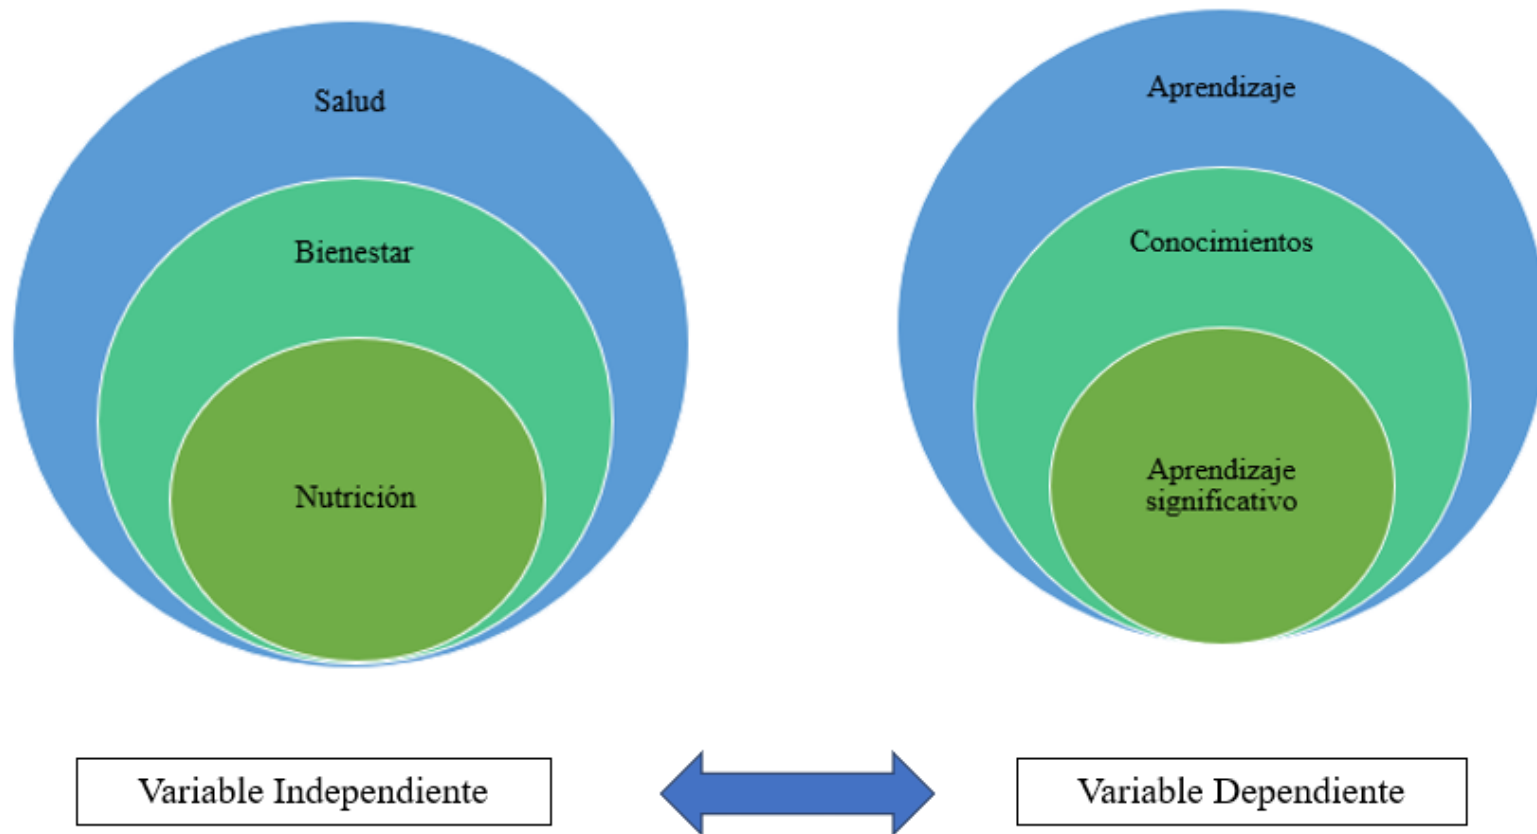 Salud
Bienestar
Nutrición
Aprendizaje
Conocimientos
Aprendizaje
significativo
Variable Independiente
Variable Dependiente